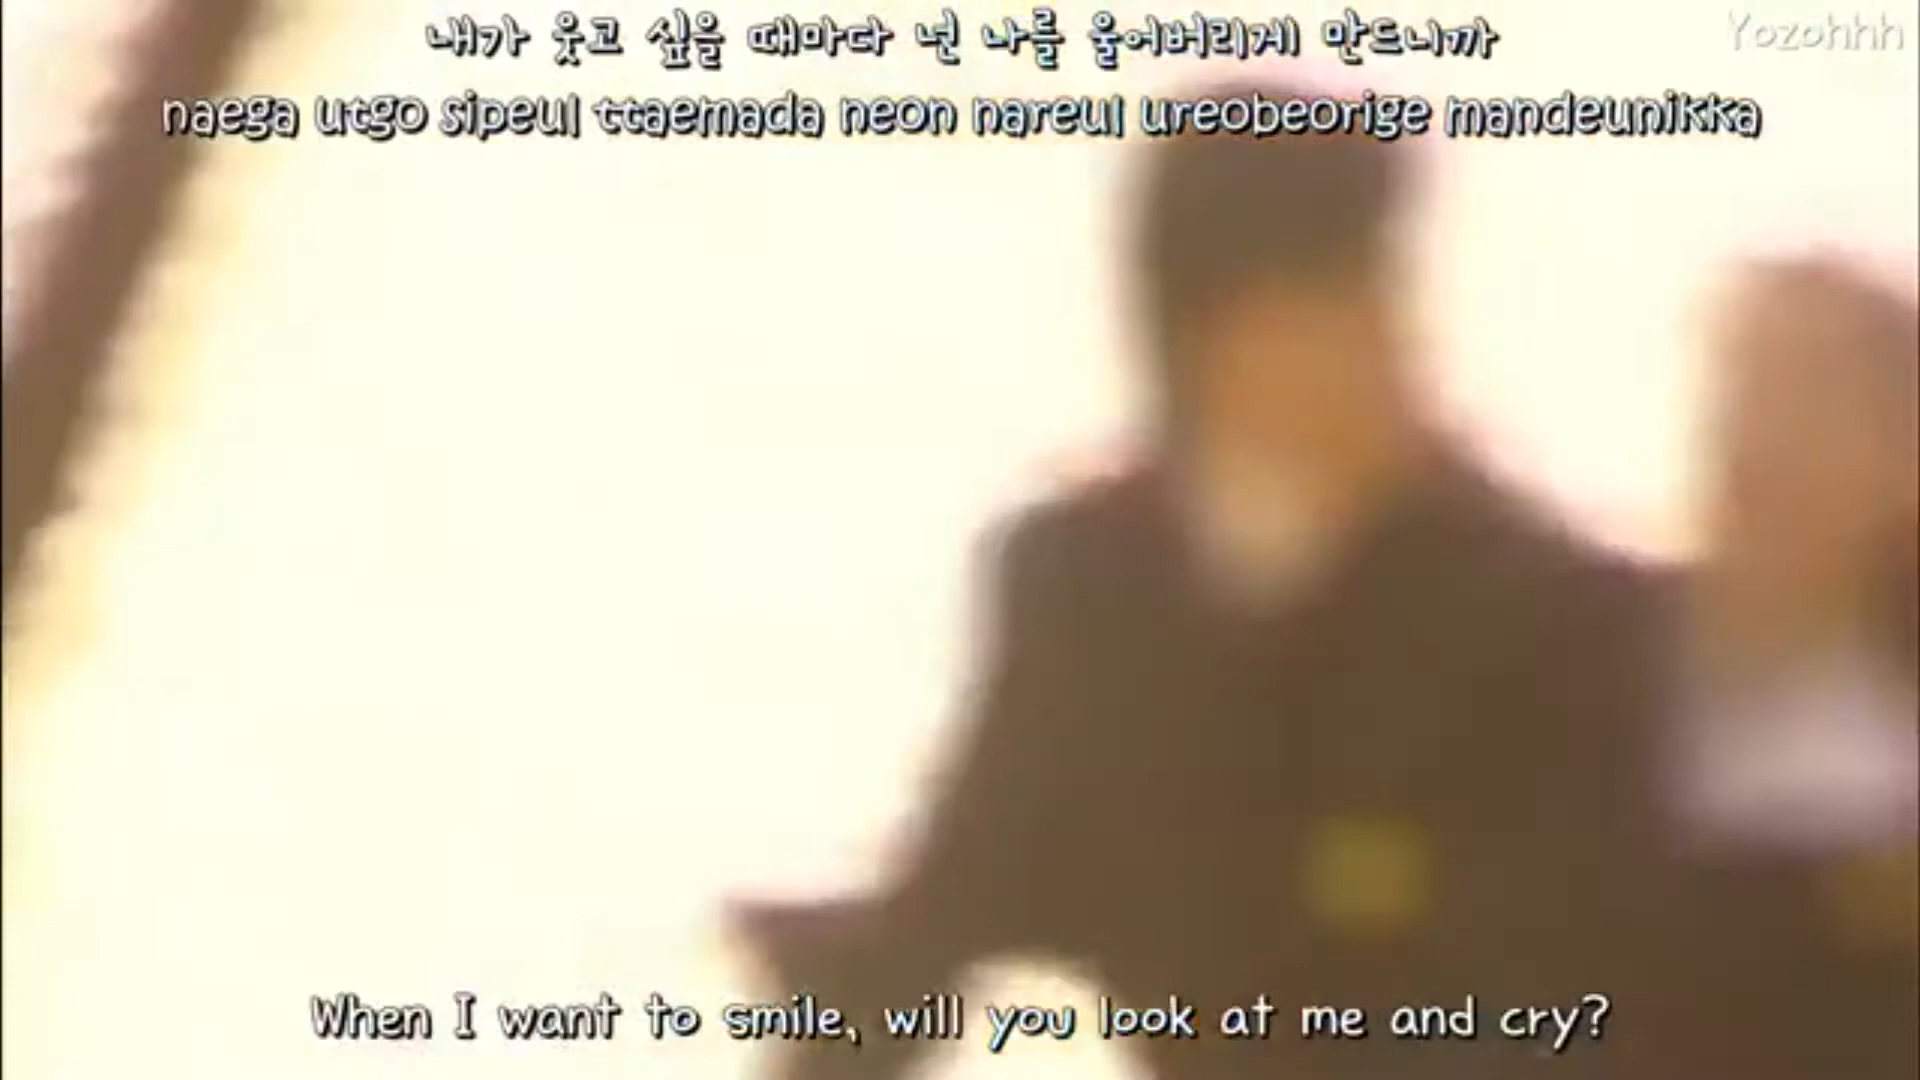 내가 웃고 싶을 때마다 넌 나를 울어버리게 만드니까
Yozohhh
naega utgo sipeul ttaemada neon nareul ureobeorige mandeunikka
When I want to smile, will you look at me and cry?